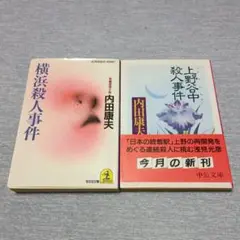 横浜殺人事件
内田康夫
上野谷中
殺人事件
内田康夫
「日本の終着駅」上野の再開発を
めぐる連続殺人に挑む浅見光彦
今月の新刊
中公文庫